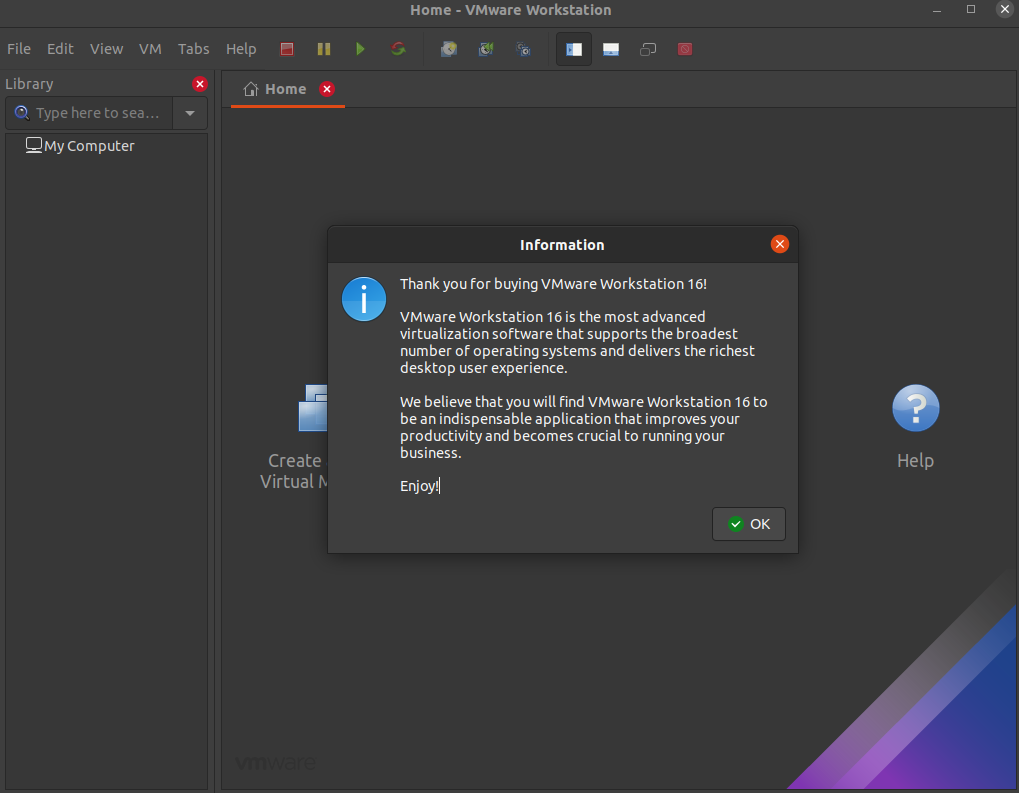 Home - VMware Workstation
File Edit View VM Tabs Help
Library
Home
Type here to sea...
My Computer
Information
Thank you for buying VMware Workstation 16!
VMware Workstation 16 is the most advanced
virtualization software that supports the broadest
number of operating systems and delivers the richest
desktop user experience.
We believe that you will find VMware Workstation 16 to
be an indispensable application that improves your
productivity and becomes crucial to running your
business.
Enjoy!
OK
Create
Virtual
Help
vmware